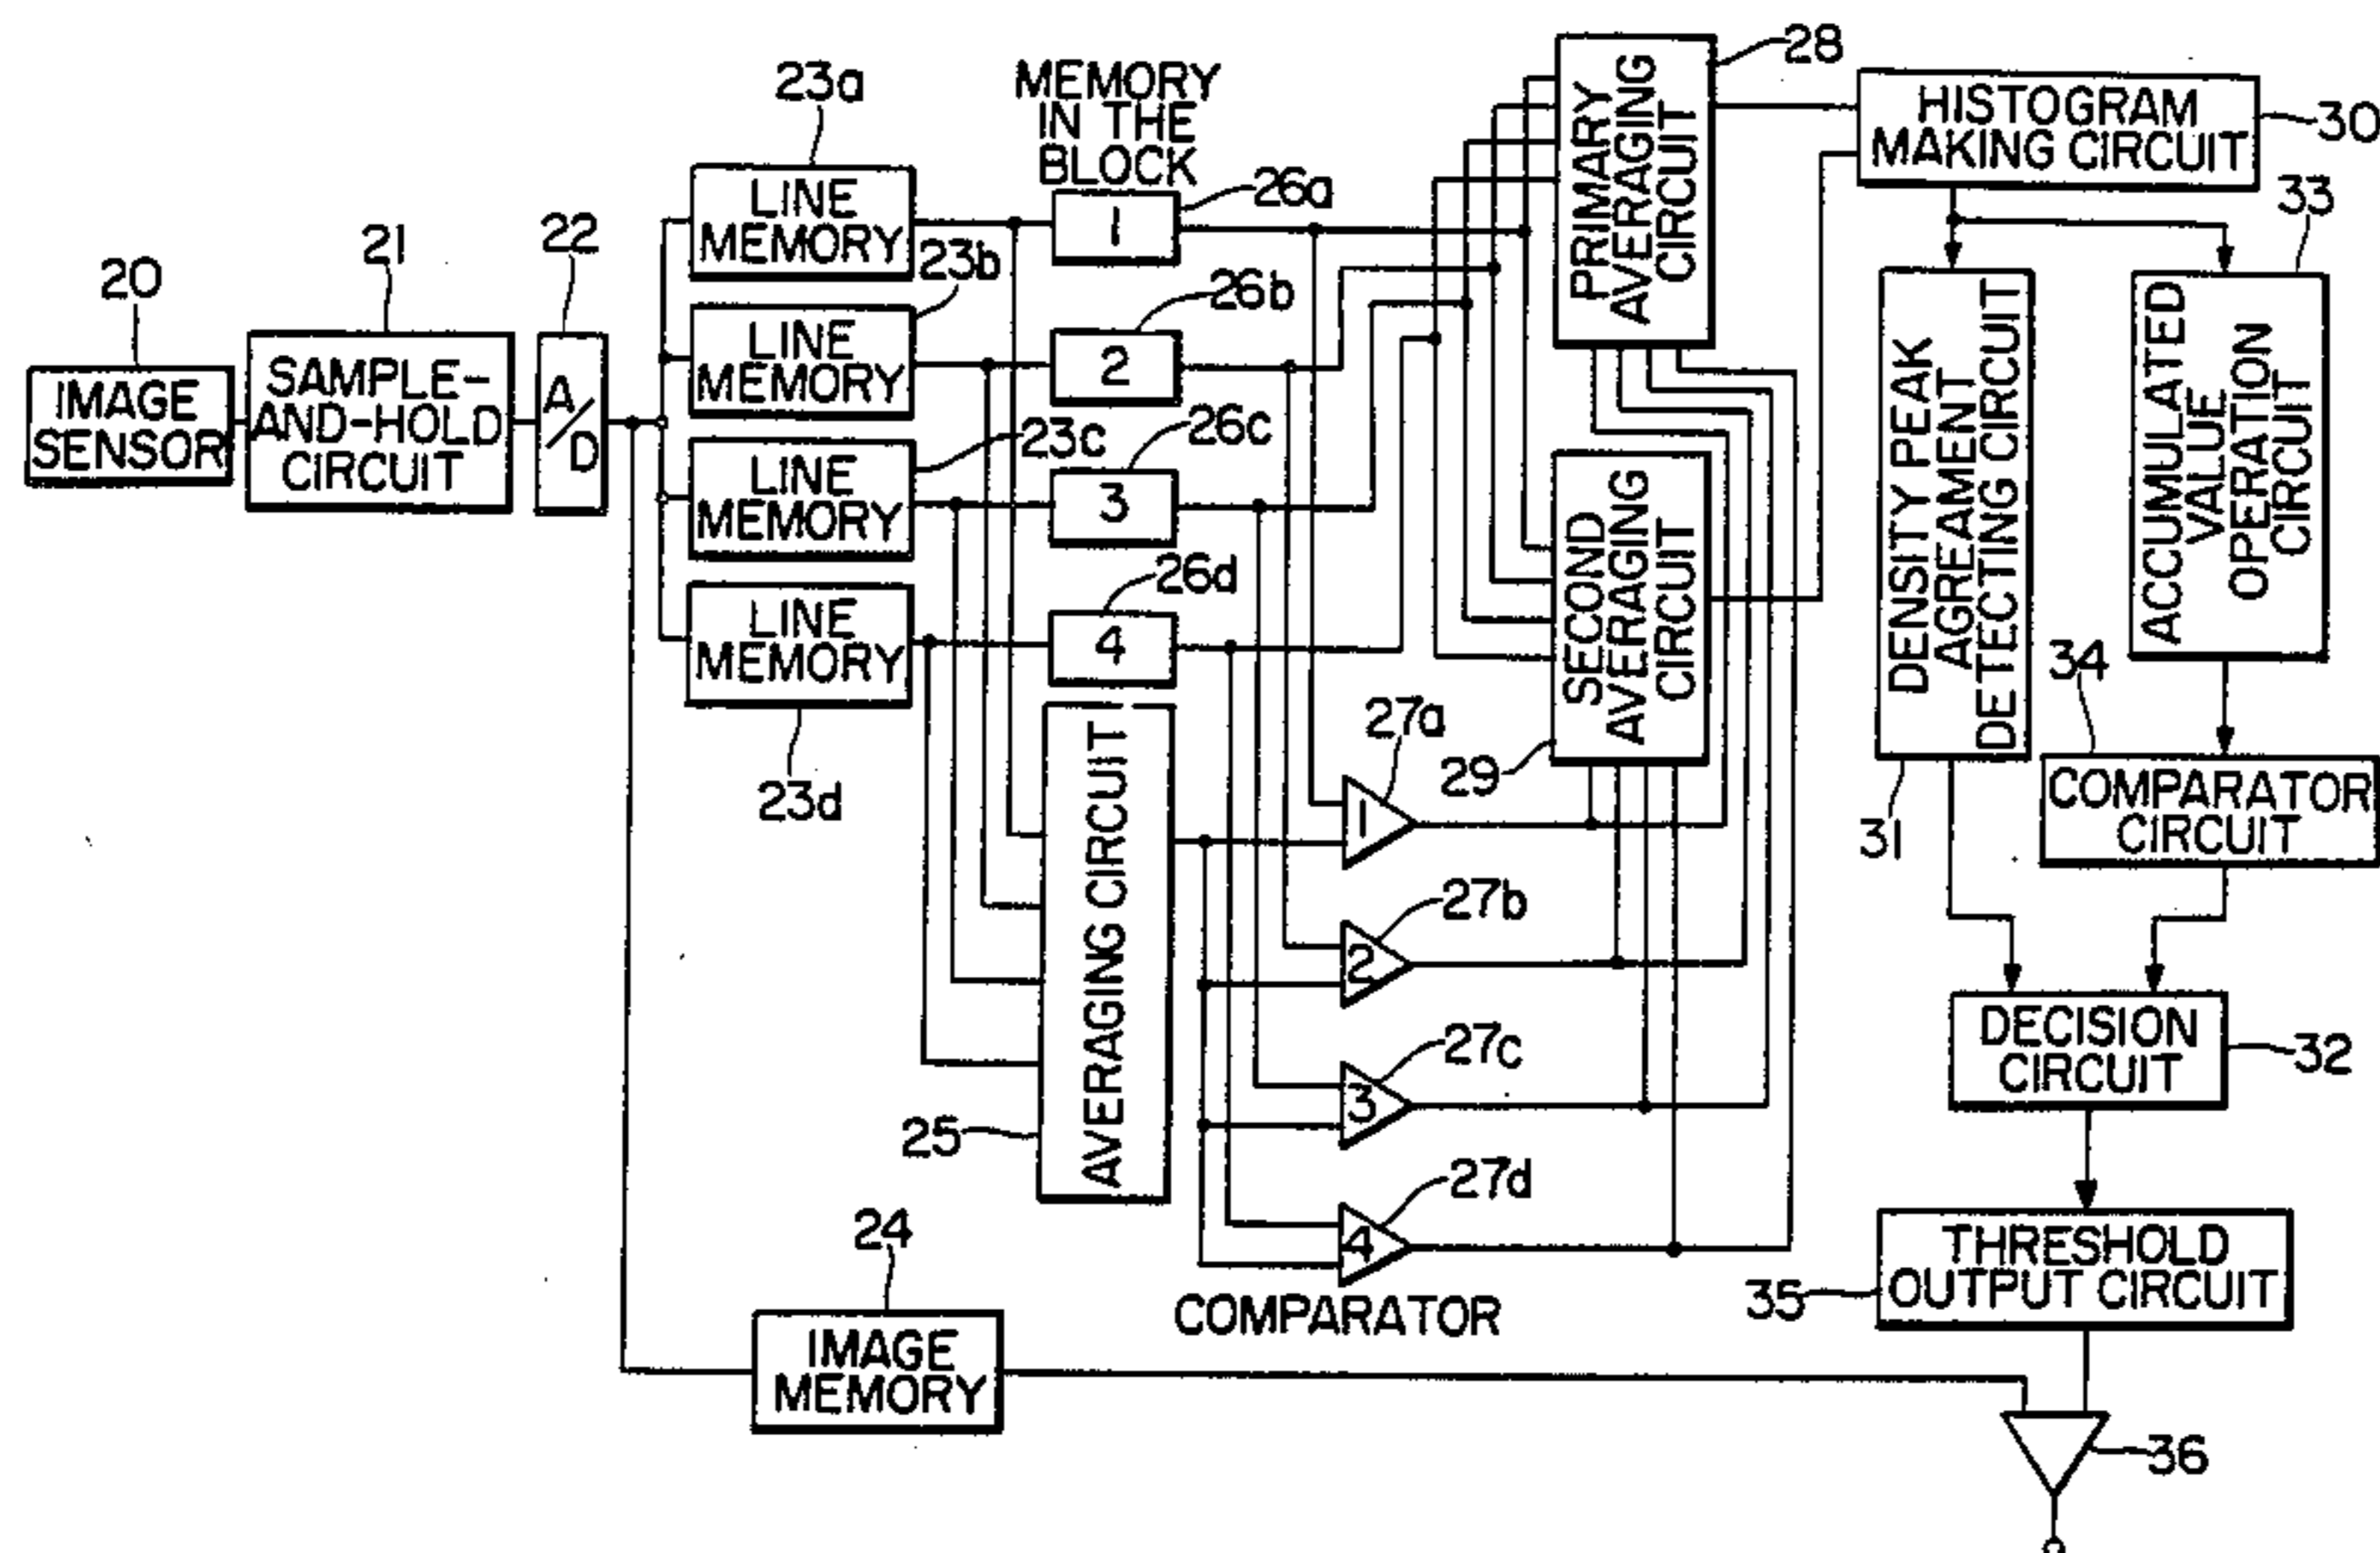 20
IMAGE
SENSOR
21
SAMPLE-
AND-HOLD
CIRCUIT
22
A/D
23a
LINE
MEMORY
23b
LINE
MEMORY
23c
LINE
MEMORY
23d
LINE
MEMORY
MEMORY
IN THE
BLOCK
26a
1
26b
2
26c
3
26d
4
25
AVERAGING CIRCUIT
24
IMAGE
MEMORY
27a
1
27b
2
27c
3
27d
4
COMPARATOR
28
PRIMARY
AVERAGING
CIRCUIT
29
SECOND
AVERAGING
CIRCUIT
30
HISTOGRAM
MAKING CIRCUIT
31
DENSITY PEAK
AGREAMENT
DETECTING CIRCUIT
33
ACCUMULATED
VALUE
OPERATION
CIRCUIT
34
COMPARATOR
CIRCUIT
32
DECISION
CIRCUIT
35
THRESHOLD
OUTPUT CIRCUIT
36